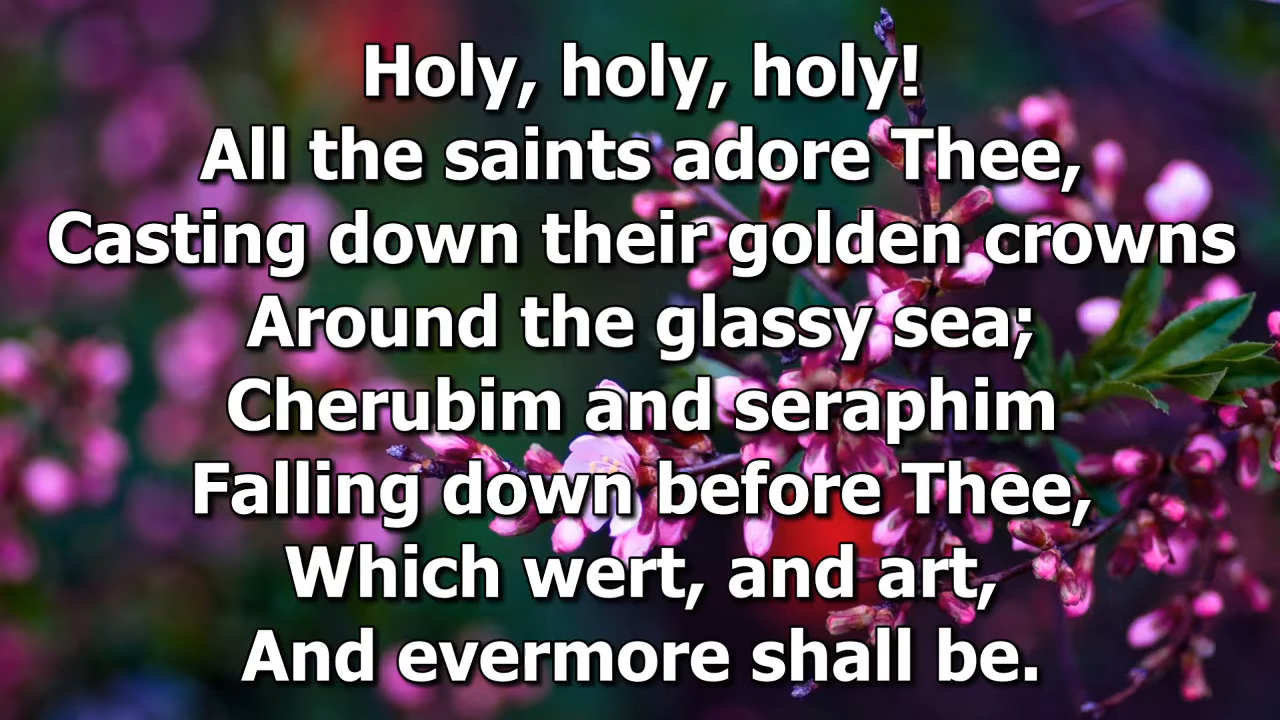 Holy, holy, holy!
All the saints adore Thee,
Casting down their golden crowns
Around the glassy sea;
Cherubim and seraphim
Falling down before Thee,
Which wert, and art,
And evermore shall be.